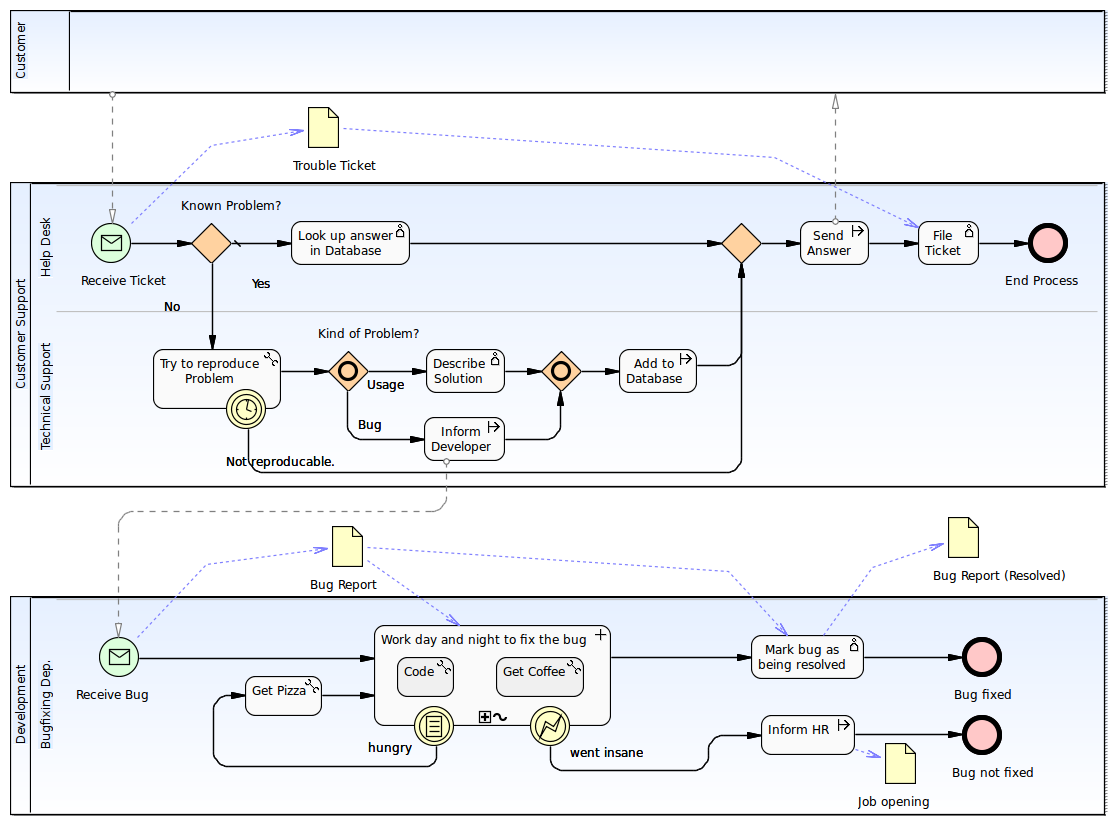 Customer
Trouble Ticket
Customer Support
Help Desk
Known Problem?
Look up answer
in Database
Send
Answer
File
Ticket
Receive Ticket
Yes
End Process
No
Technical Support
Kind of Problem?
Try to reproduce
Problem
Usage
Describe
Solution
Add to
Database
Bug
Inform
Developer
Not reproducable.
Bug Report
Bug Report (Resolved)
Development
Bugfixing Dep.
Work day and night to fix the bug
Code
Get Coffee
Mark bug as
being resolved
Receive Bug
Get Pizza
Bug fixed
hungry
went insane
Inform HR
Bug not fixed
Job opening